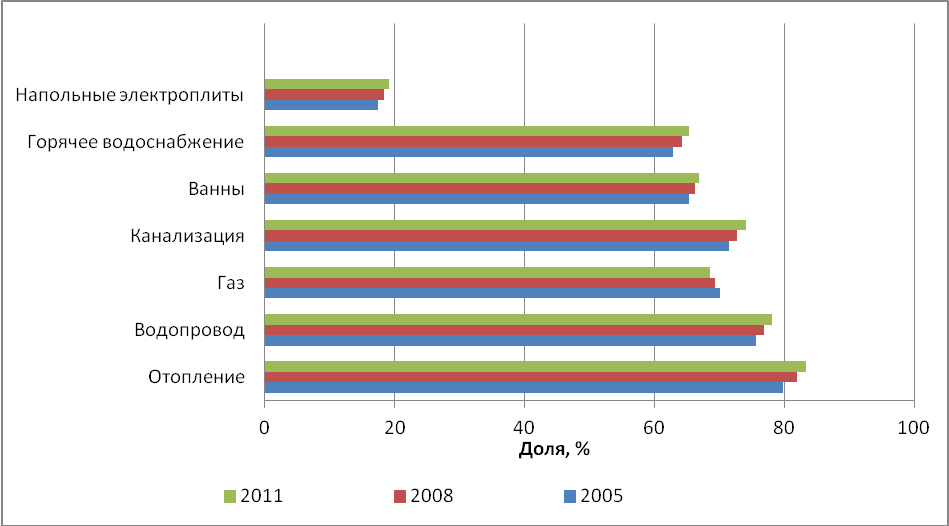 Напольные электроплиты
Горячее водоснабжение
Ванны
Канализация
Газ
Водопровод
Отопление
0 20 40 60 80 100
Доля, %
2011 2008 2005